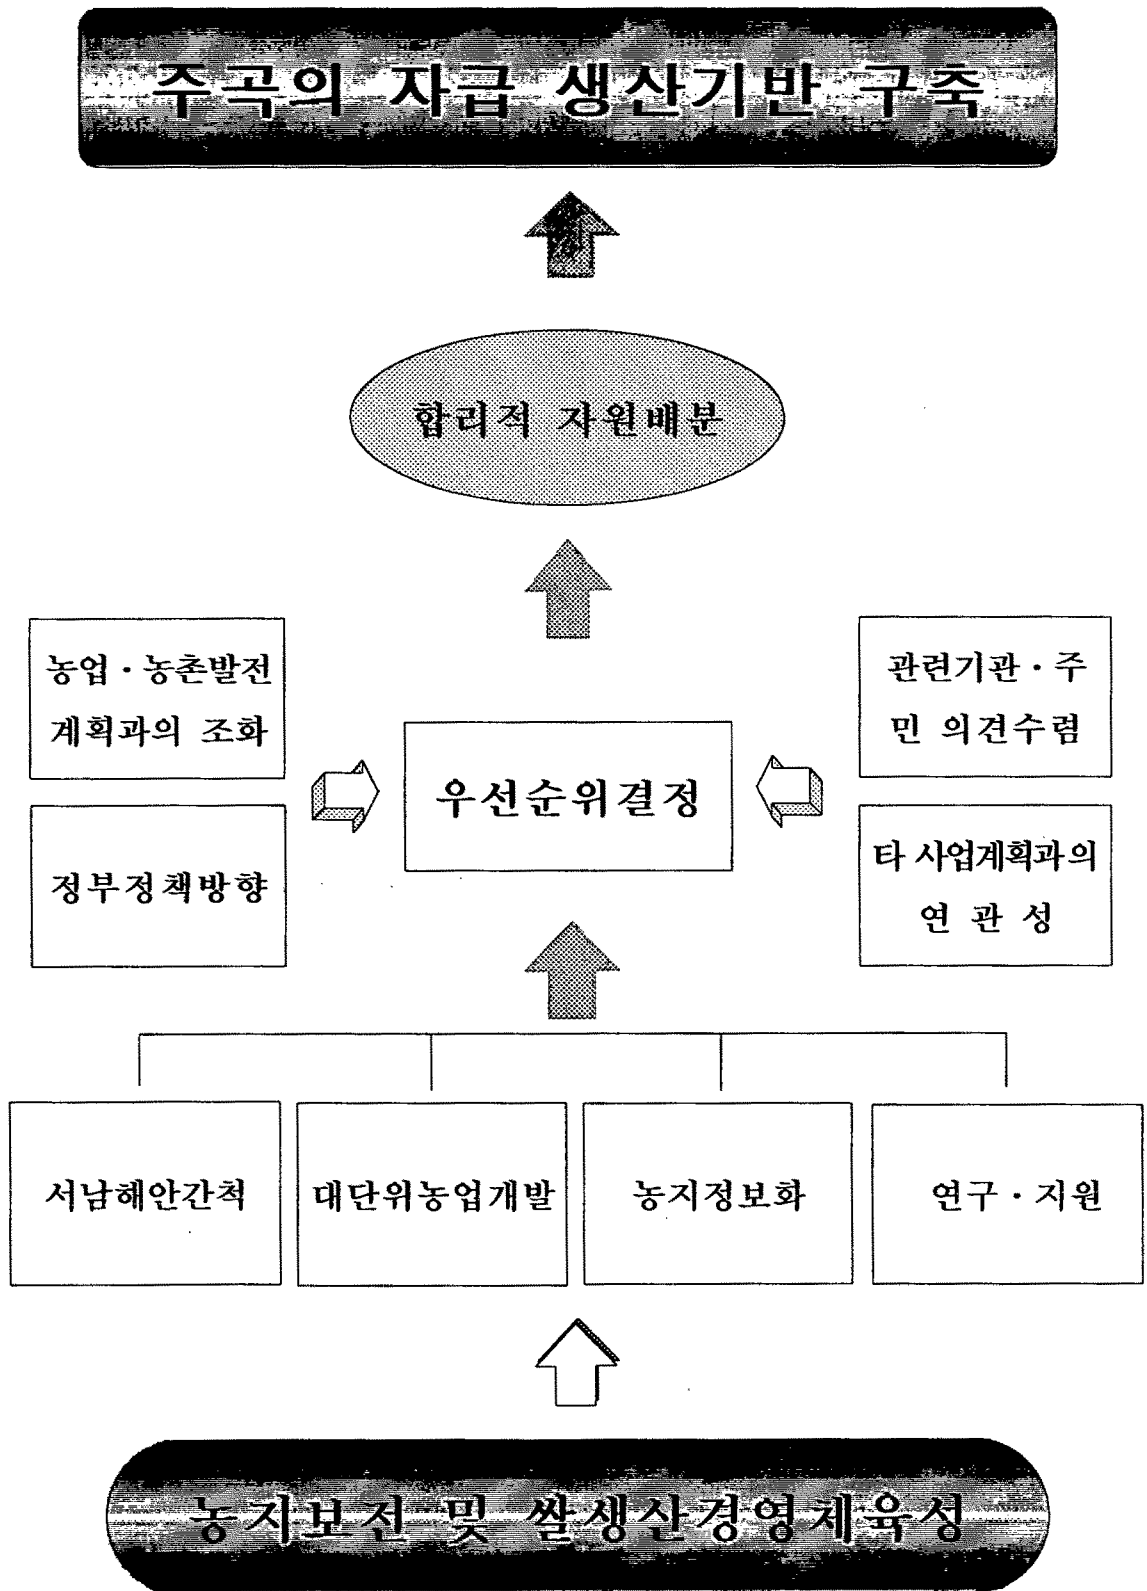 주곡의 자급 생산기반 구축
합리적 자원배분
농업·농촌발전
계획과의 조화
관련기관·주
민 의견수렴
우선순위결정
정부정책방향
타 사업계획과의
연 관 성
서남해안간척
대단위농업개발
농지정보화
연구·지원
농지보전 및 쌀생산경영체육성